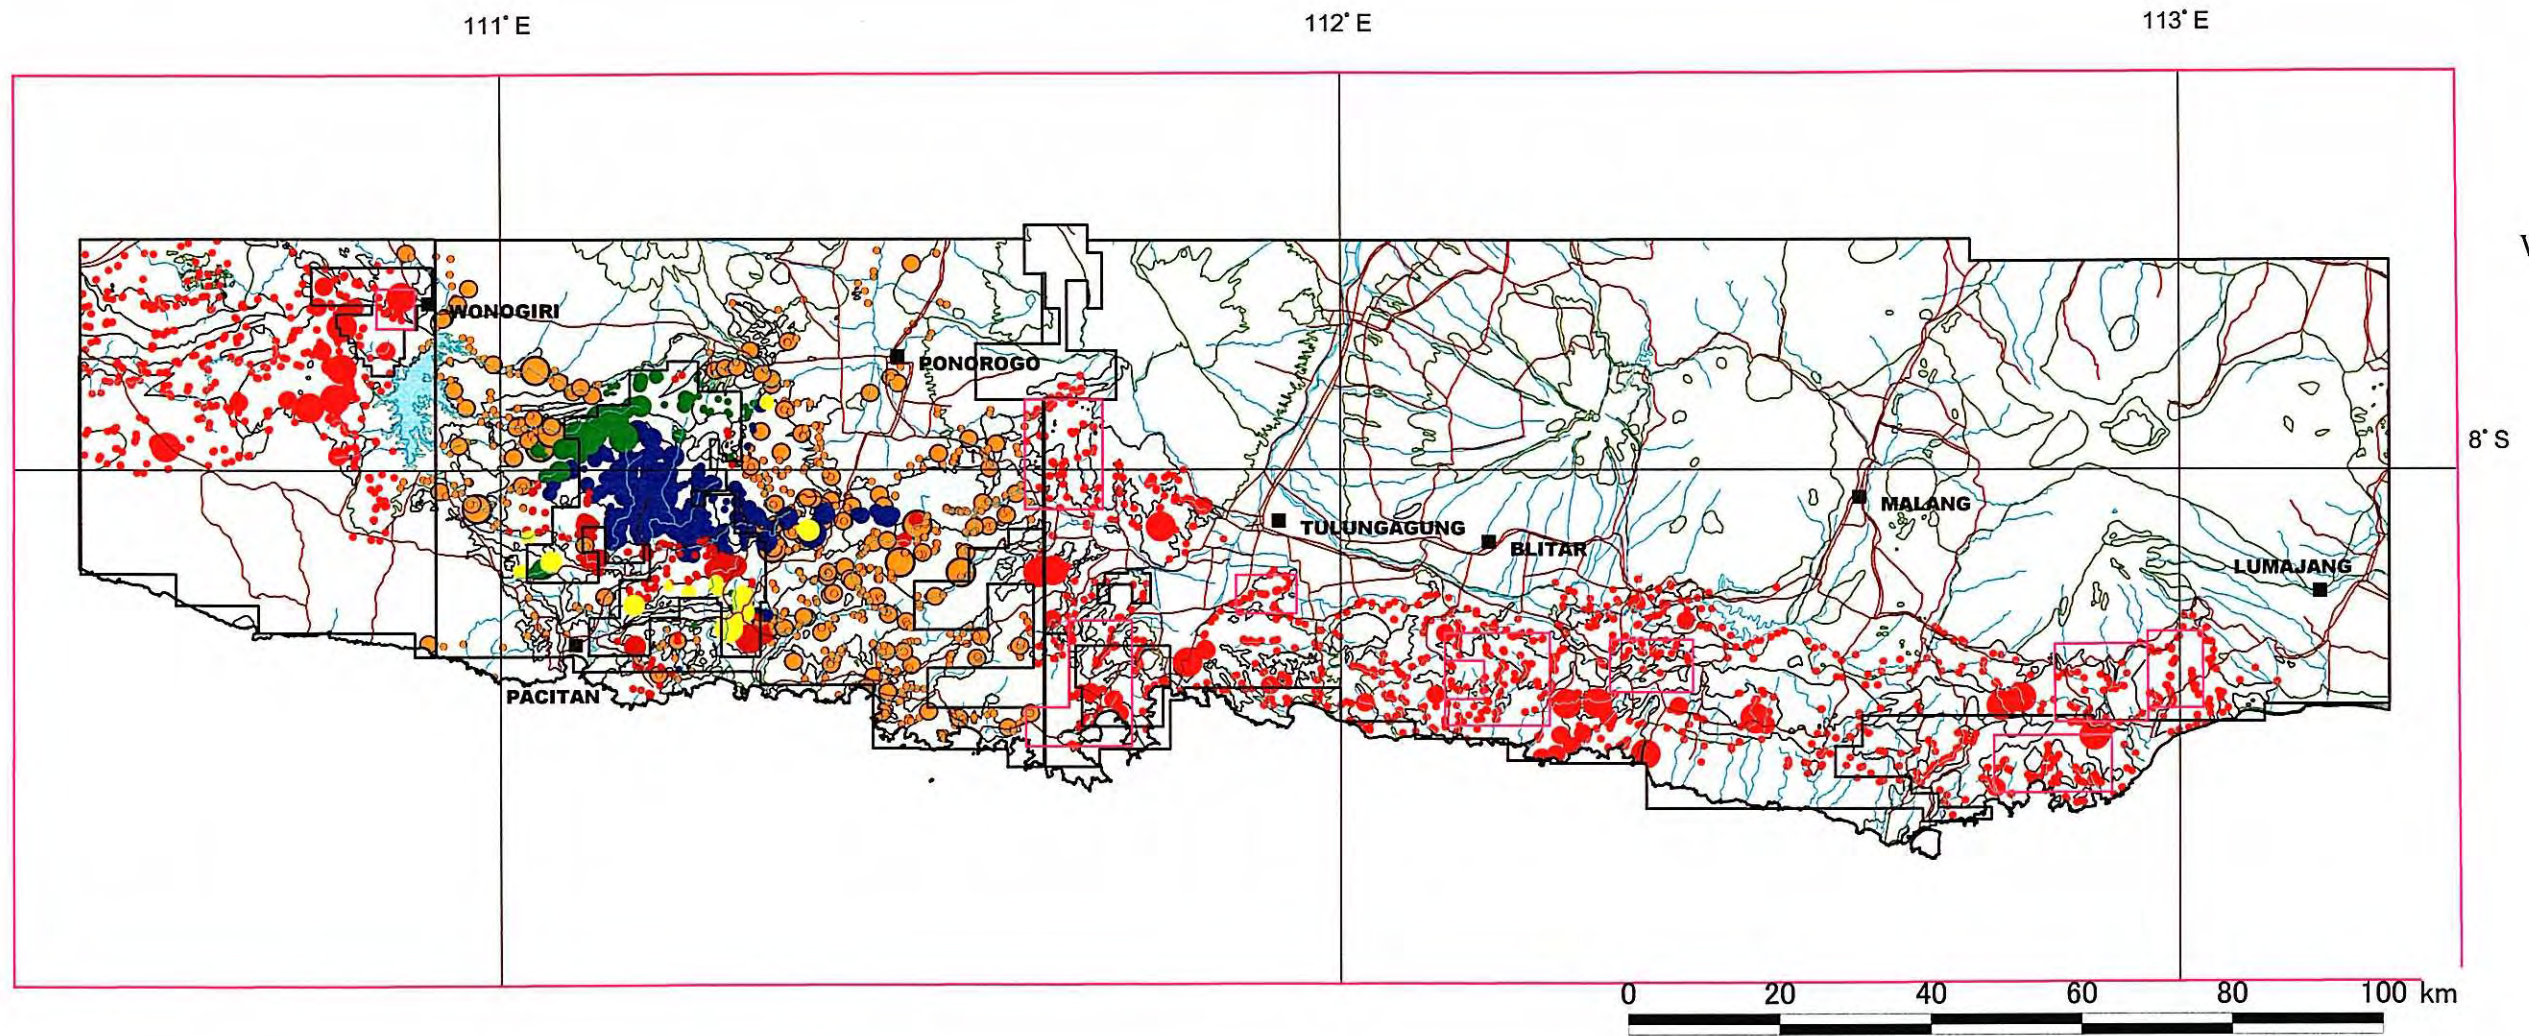 111° E
112° E
113° E
V
WONOGIRI
PONOROGO
8° S
MALANG
TULUNGAGUNG
BLITAR
LUMAJANG
PACITAN
0 20 40 60 80 100 km